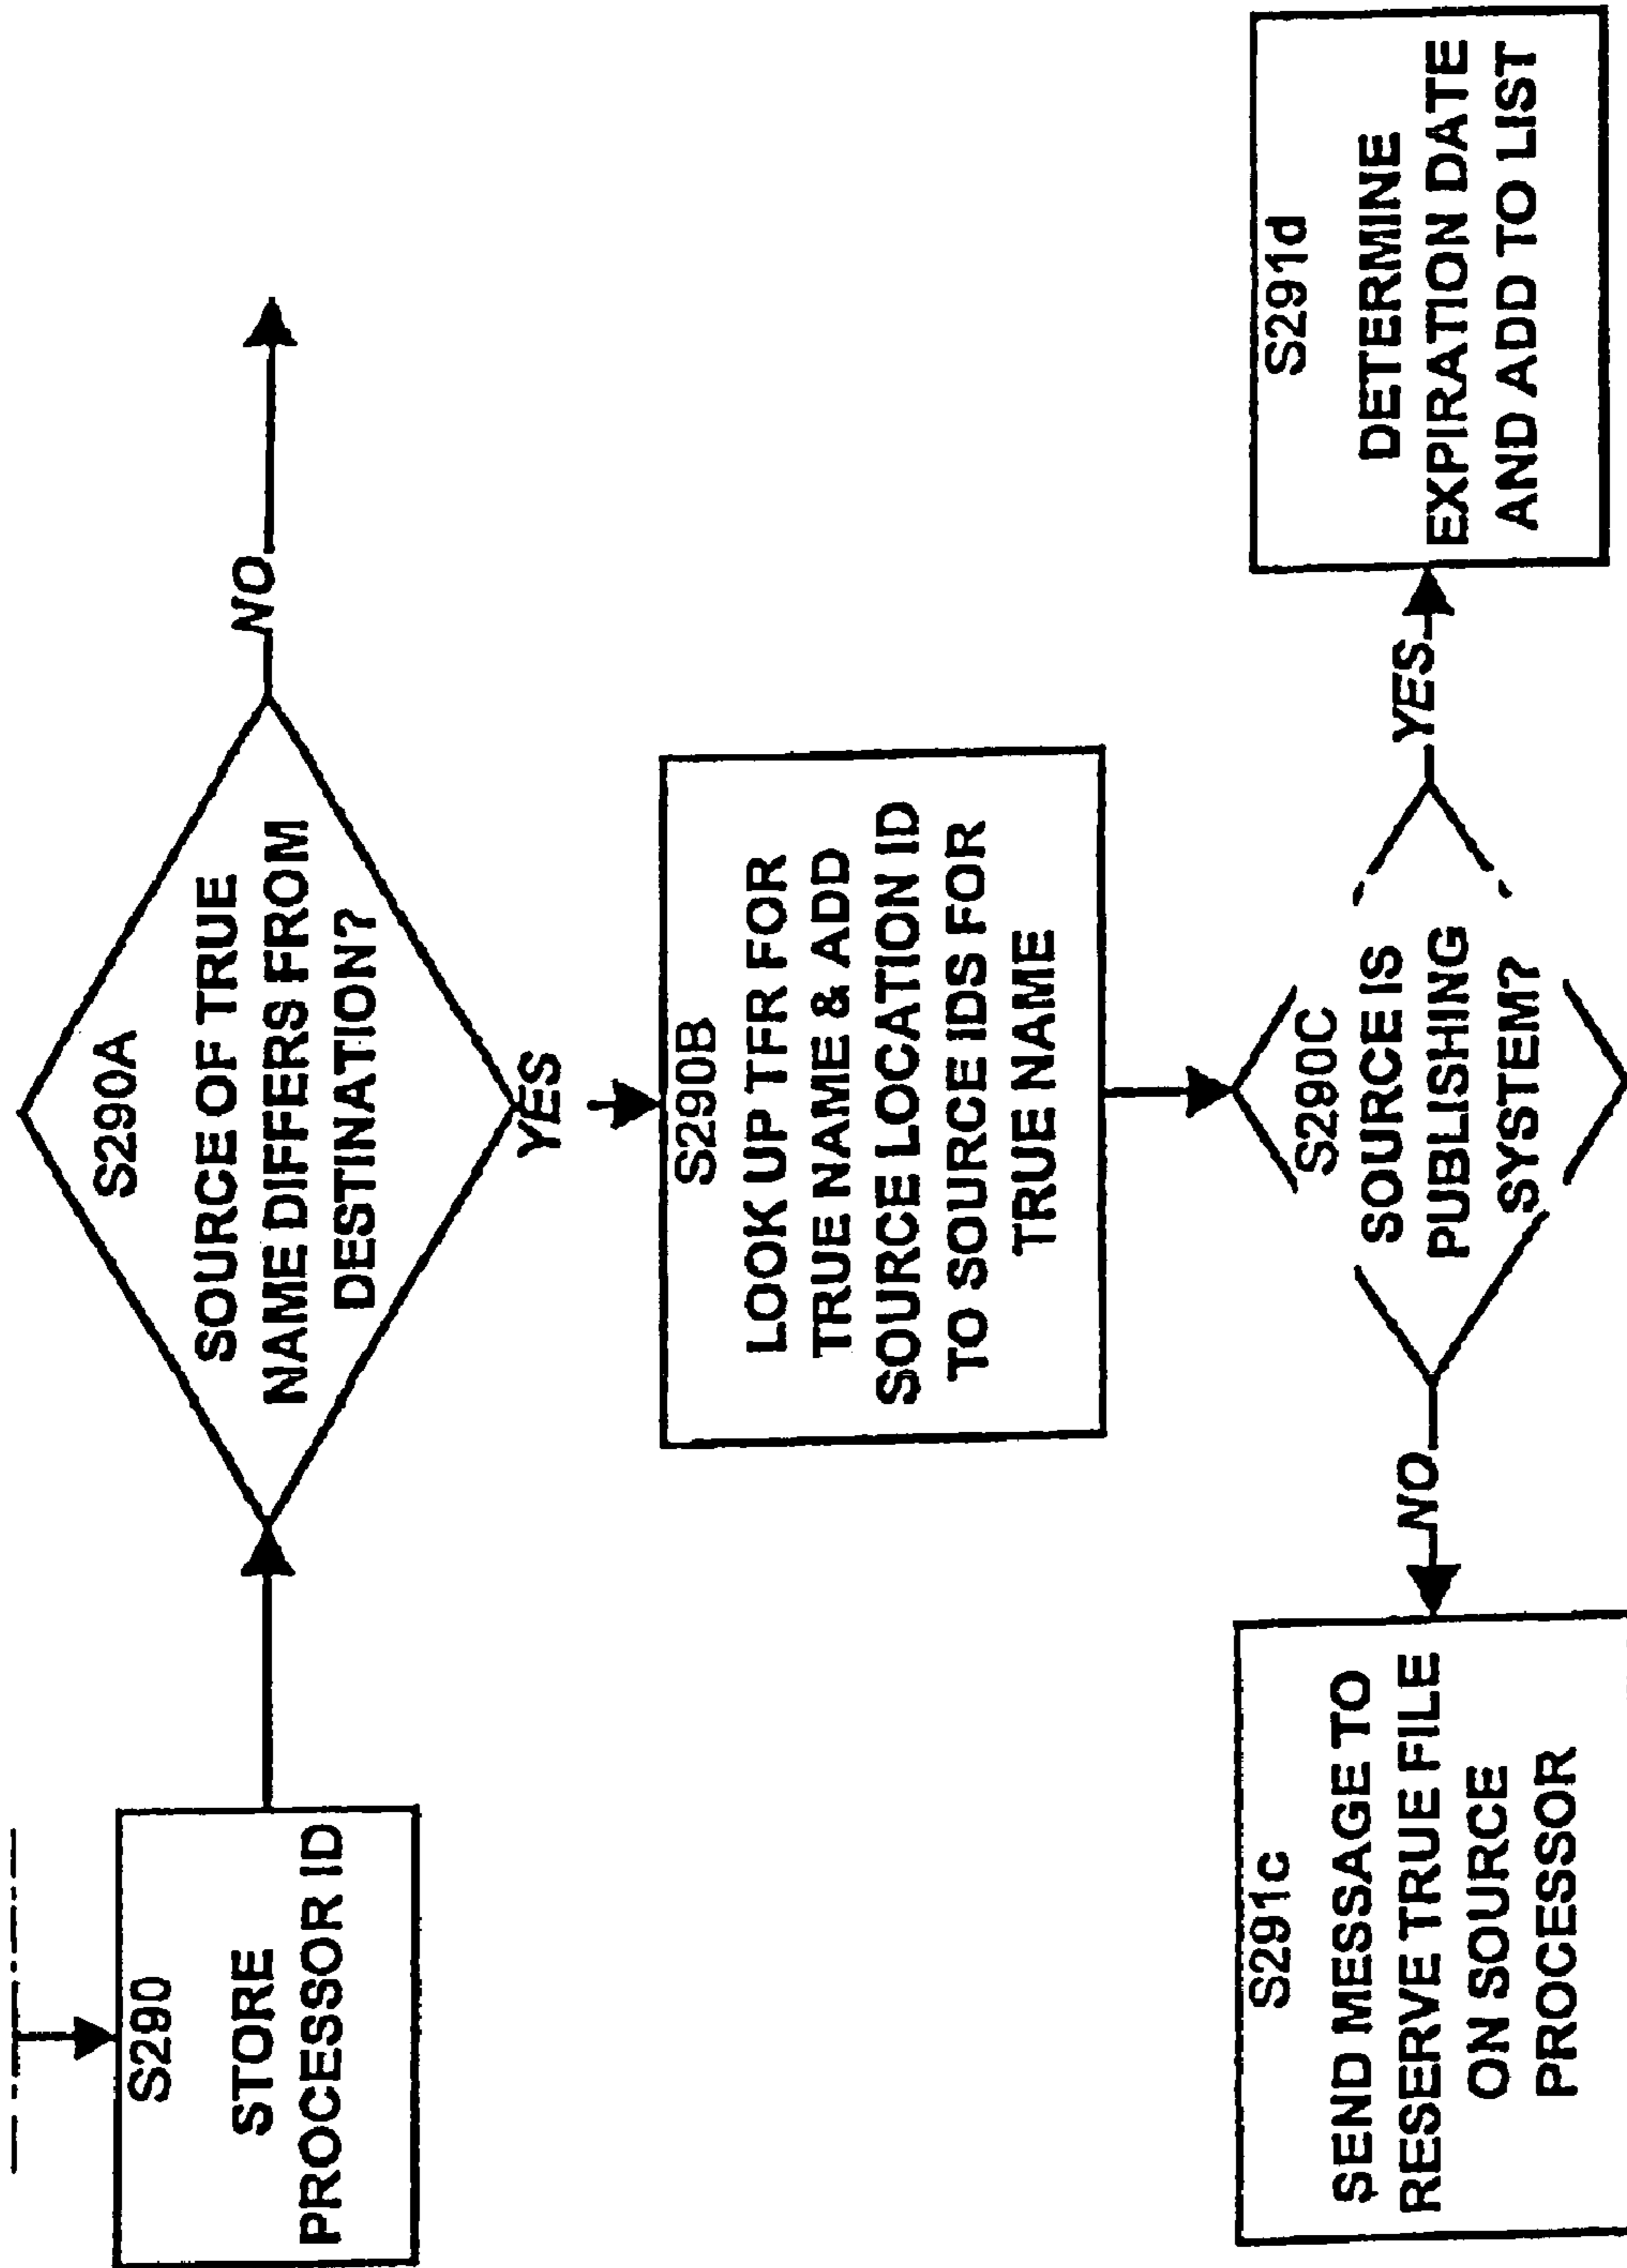 S290
STORE
PROCESSOR ID
S290A
SOURCE OF TRUE
NAME DIFFERS FROM
DESTINATION?
NO
YES
S290B
LOOK UP TFR FOR
TRUE NAME & ADD
SOURCE LOCATION ID
TO SOURCE IDS FOR
TRUE NAME
S290C
SOURCE IS
PUBLISHING
SYSTEM?
NO
YES
S291c
SEND MESSAGE TO
RESERVE TRUE FILE
ON SOURCE
PROCESSOR
S291d
DETERMINE
EXPIRATION DATE
AND ADD TO LIST